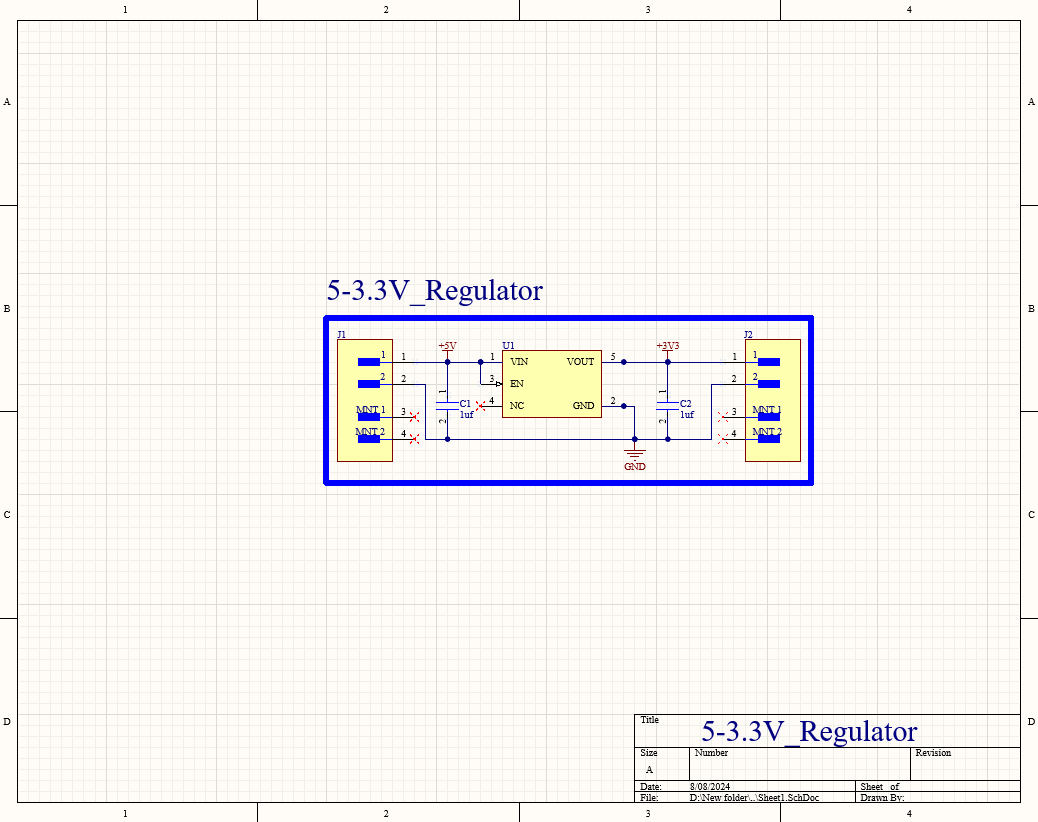 1 2 3 4
A A
5-3.3V_Regulator
B B
J1 J2
+5V U1 +3V3
1 1 1 VIN VOUT 5 1 1
2 2 3 EN 2 2
1 1
MNT 1 3 4 NC GND 2 3 MNT 1
C1 C2
1uf 1uf
2 2
MNT 2 4 4 MNT 2
GND
C C
D D
Title 5-3.3V_Regulator
Size Number Revision
A
Date: 8/08/2024 Sheet of
File: D:\New folder\..\Sheet1.SchDoc Drawn By:
1 2 3 4